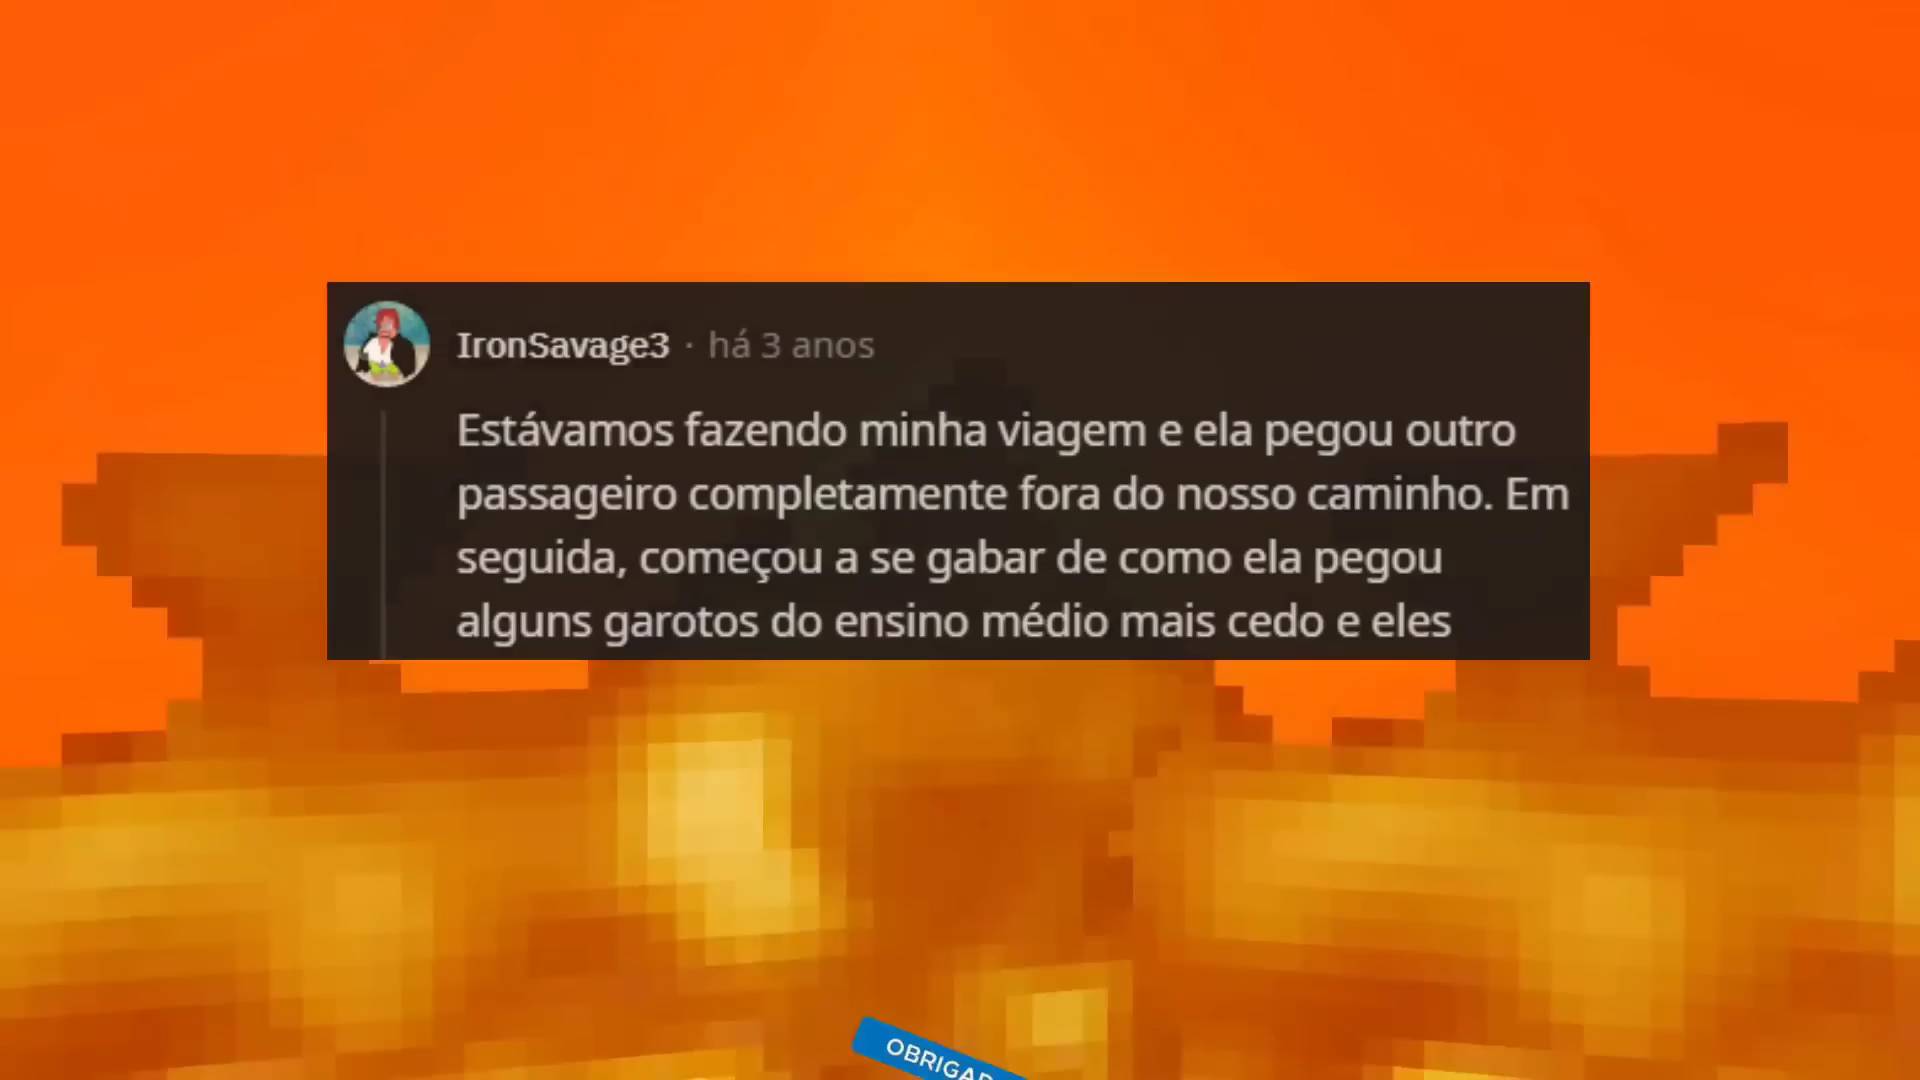 IronSavage3 · há 3 anos
Estávamos fazendo minha viagem e ela pegou outro
passageiro completamente fora do nosso caminho. Em
seguida, começou a se gabar de como ela pegou
alguns garotos do ensino médio mais cedo e eles